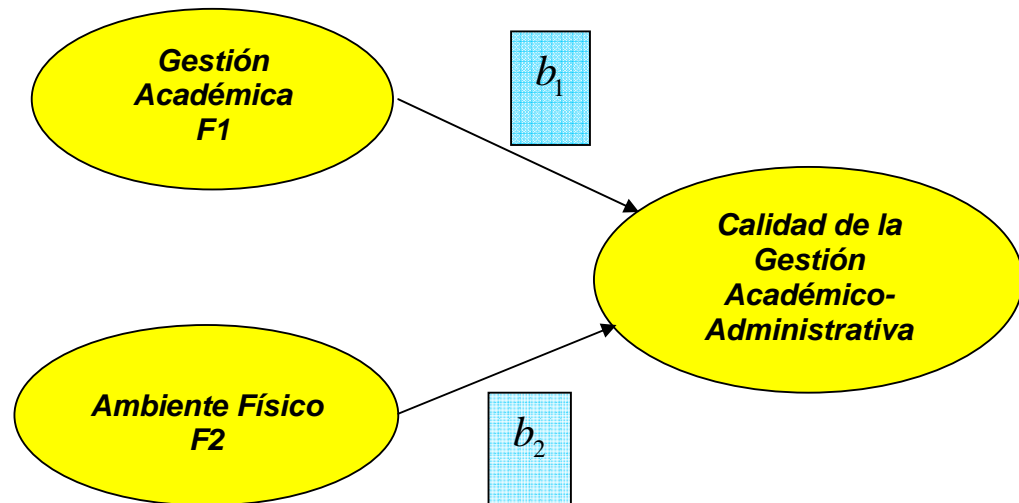 Gestión
Académica
F1
b₁
Calidad de la
Gestión
Académico-
Administrativa
Ambiente Físico
F2
b₂